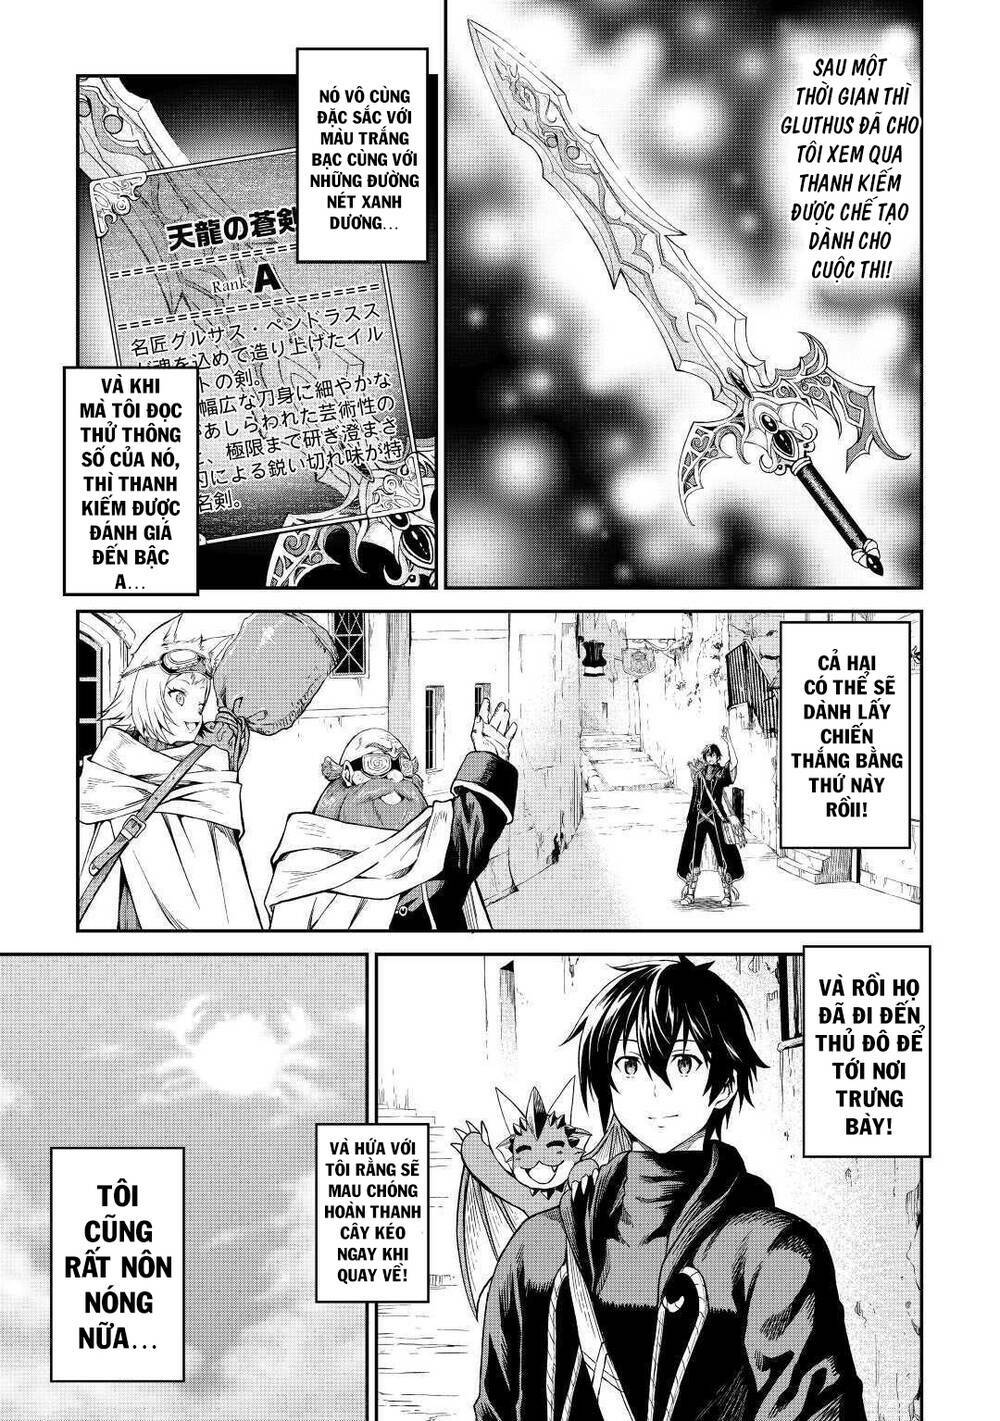 SAU MỘT
THỜI GIAN THÌ
GLUTHUS ĐÃ CHO
TÔI XEM QUA
THANH KIẾM
ĐƯỢC CHẾ TẠO
DÀNH CHO
CUỘC THI!
NÓ VÔ CÙNG
ĐẶC SẮC VỚI
MÀU TRẮNG
BẠC CÙNG VỚI
NHỮNG ĐƯỜNG
NÉT XANH
DƯƠNG...
天龍の蒼剣
Rank A
名匠グルサス・ペンドラスス
魂を込めて造り上げたイル
トの剣。
幅広な刀身に細やかな
があしらわれた芸術性の
、極限まで研ぎ澄まさ
による鋭い切れ味が特
名剣。
VÀ KHI
MÀ TÔI ĐỌC
THỬ THÔNG
SỐ CỦA NÓ,
THÌ THANH
KIẾM ĐƯỢC
ĐÁNH GIÁ
ĐẾN BẬC
A...
CẢ HAI
CÓ THỂ SẼ
DÀNH LẤY
CHIẾN
THẮNG BẰNG
THỨ NÀY
RỒI!
VÀ RỒI HỌ
ĐÃ ĐI ĐẾN
THỦ ĐÔ ĐỂ
TỚI NƠI
TRƯNG
BÀY!
VÀ HỨA VỚI
TÔI RẰNG SẼ
MAU CHÓNG
HOÀN THANH
CÂY KÉO
NGAY KHI
QUAY VỀ!
TÔI
CŨNG
RẤT NÔN
NÓNG
NỮA...